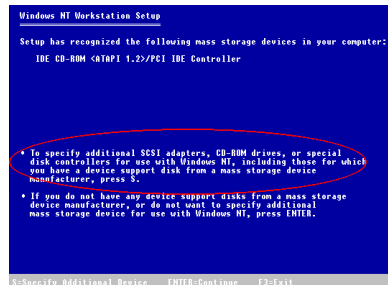 Windows NT Workstation Setup
Setup has recognized the following mass storage devices in your computer:
IDE CD-ROM (ATAPI 1.2)/PCI IDE Controller
• To specify additional SCSI adapters, CD-ROM drives, or special
disk controllers for use with Windows NT, including those for which
you have a device support disk from a mass storage device
manufacturer, press S.
• If you do not have any device support disks from a mass storage
device manufacturer, or do not want to specify additional
mass storage device for use with Windows NT, press ENTER.
S=Specify Additional Device ENTER=Continue F3=Exit